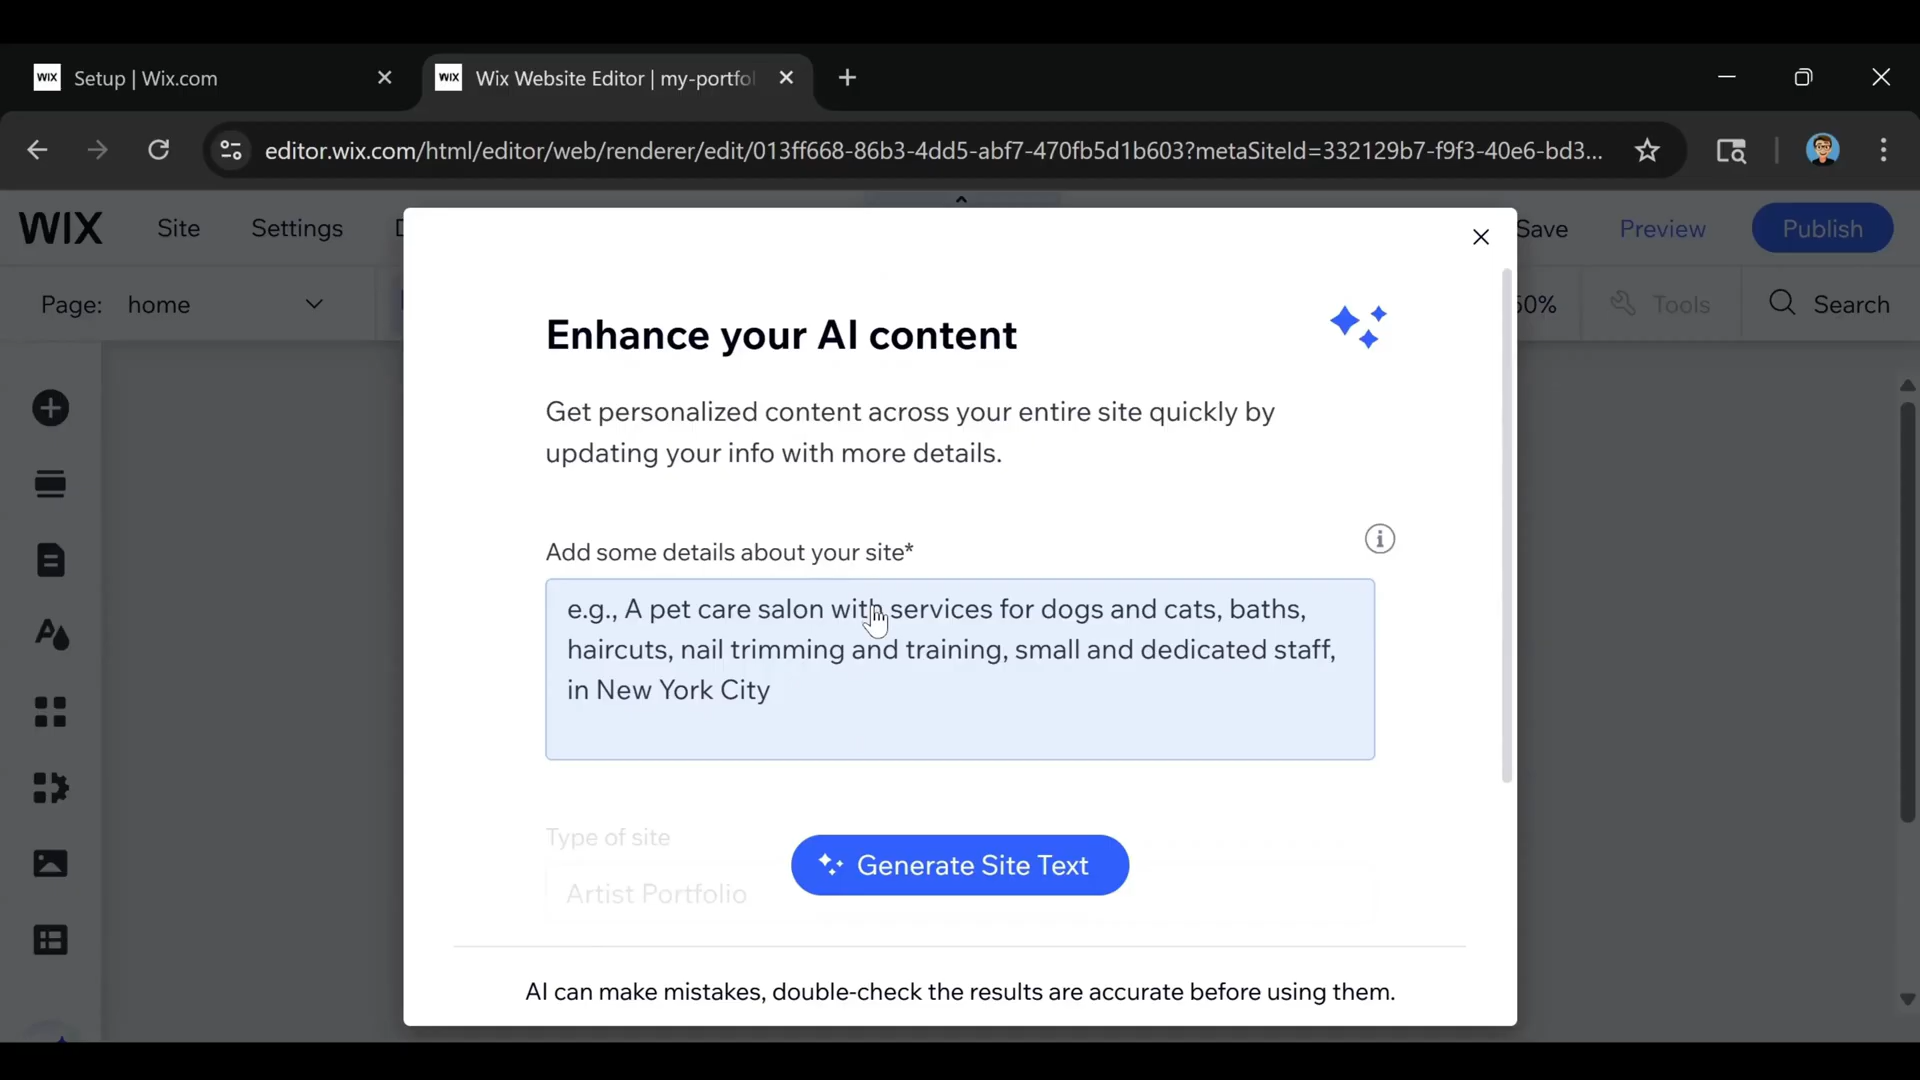 WIX Setup | Wix.com
WIX Wix Website Editor | my-portfol
editor.wix.com/html/editor/web/renderer/edit/013ff668-86b3-4dd5-abf7-470fb5d1b603?metaSiteId=332129b7-f9f3-40e6-bd3...
WIX Site Settings Save Preview Publish
Page: home 50% Tools Search
Enhance your AI content
Get personalized content across your entire site quickly by
updating your info with more details.
Add some details about your site*
e.g., A pet care salon with services for dogs and cats, baths,
haircuts, nail trimming and training, small and dedicated staff,
in New York City
Type of site
Generate Site Text
Artist Portfolio
AI can make mistakes, double-check the results are accurate before using them.